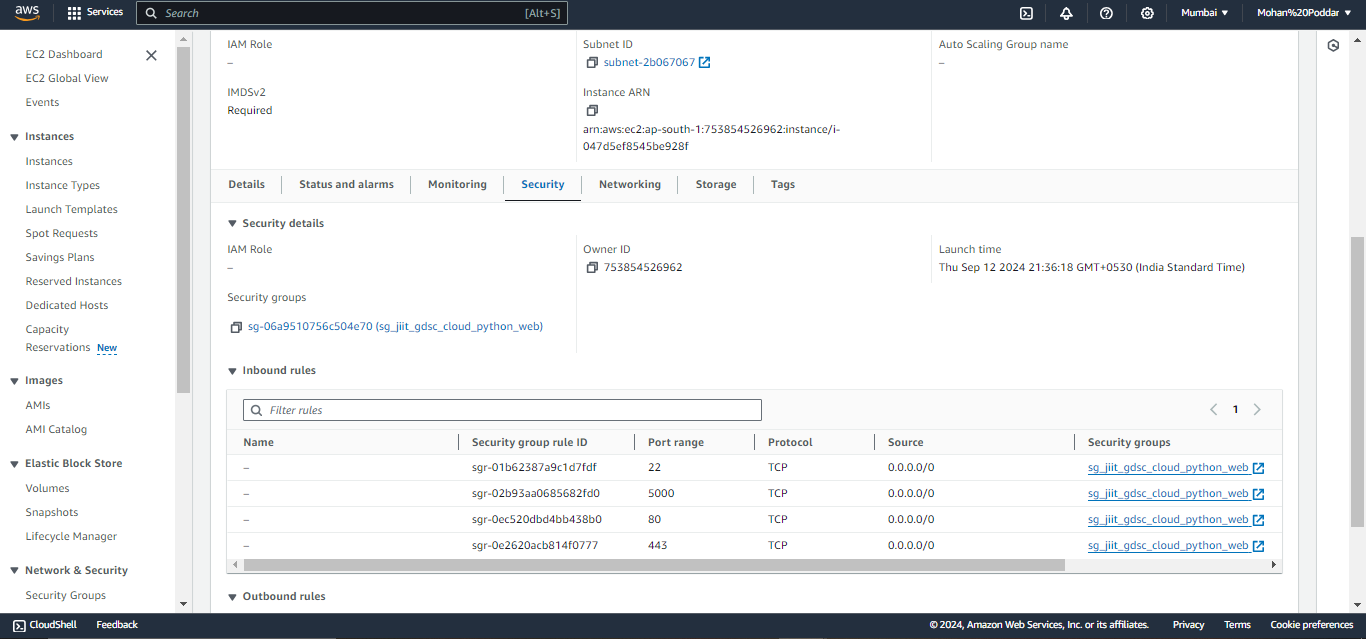 aws Services Search [Alt+S] Mumbai Mohan%20Poddar
EC2 Dashboard
EC2 Global View
Events
Instances
Instances
Instance Types
Launch Templates
Spot Requests
Savings Plans
Reserved Instances
Dedicated Hosts
Capacity
Reservations New
Images
AMIs
AMI Catalog
Elastic Block Store
Volumes
Snapshots
Lifecycle Manager
Network & Security
Security Groups
IAM Role
–
IMDSv2
Required
Subnet ID
subnet-2b067067
Instance ARN
arn:aws:ec2:ap-south-1:753854526962:instance/i-
047d5ef8545be928f
Auto Scaling Group name
–
Details Status and alarms Monitoring Security Networking Storage Tags
Security details
IAM Role
–
Owner ID
753854526962
Launch time
Thu Sep 12 2024 21:36:18 GMT+0530 (India Standard Time)
Security groups
sg-06a9510756c504e70 (sg_jiit_gdsc_cloud_python_web)
Inbound rules
Filter rules 1
Name Security group rule ID Port range Protocol Source Security groups
– sgr-01b62387a9c1d7fdf 22 TCP 0.0.0.0/0 sg_jiit_gdsc_cloud_python_web
– sgr-02b93aa0685682fd0 5000 TCP 0.0.0.0/0 sg_jiit_gdsc_cloud_python_web
– sgr-0ec520dbd4bb438b0 80 TCP 0.0.0.0/0 sg_jiit_gdsc_cloud_python_web
– sgr-0e2620acb814f0777 443 TCP 0.0.0.0/0 sg_jiit_gdsc_cloud_python_web
Outbound rules
CloudShell Feedback © 2024, Amazon Web Services, Inc. or its affiliates. Privacy Terms Cookie preferences